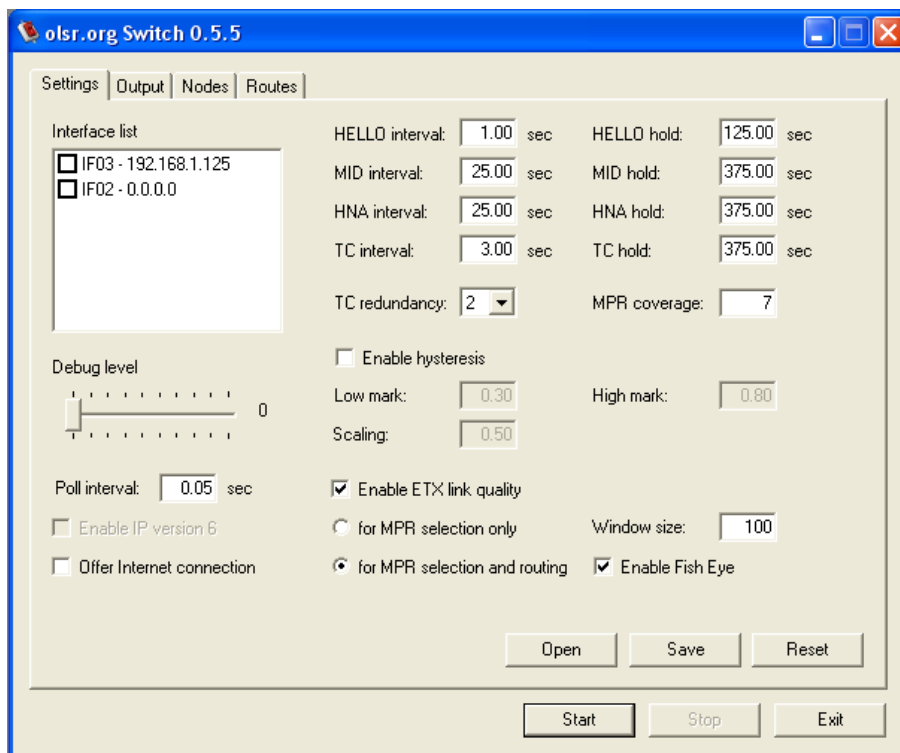 olsr.org Switch 0.5.5
Settings Output Nodes Routes
Interface list
IF03 - 192.168.1.125
IF02 - 0.0.0.0
HELLO interval: 1.00 sec HELLO hold: 125.00 sec
MID interval: 25.00 sec MID hold: 375.00 sec
HNA interval: 25.00 sec HNA hold: 375.00 sec
TC interval: 3.00 sec TC hold: 375.00 sec
TC redundancy: 2 MPR coverage: 7
Debug level
0
Enable hysteresis
Low mark: 0.30 High mark: 0.80
Scaling: 0.50
Poll interval: 0.05 sec
Enable IP version 6
Offer Internet connection
Enable ETX link quality
for MPR selection only Window size: 100
for MPR selection and routing Enable Fish Eye
Open Save Reset
Start Stop Exit